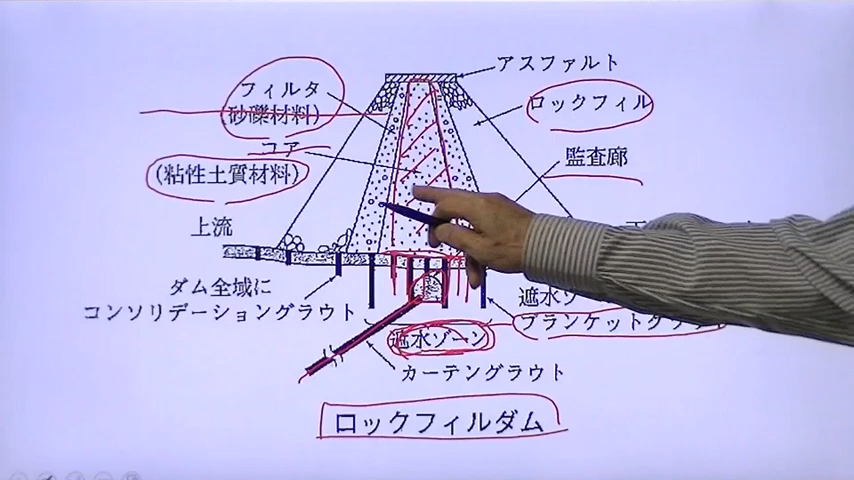 アスファルト
フィルタ
(砂礫材料)
ロックフィル
コア
(粘性土質材料)
監査廊
上流
ダム全域に
コンソリデーショングラウト
遮水ゾーン
カーテングラウト
ロックフィルダム